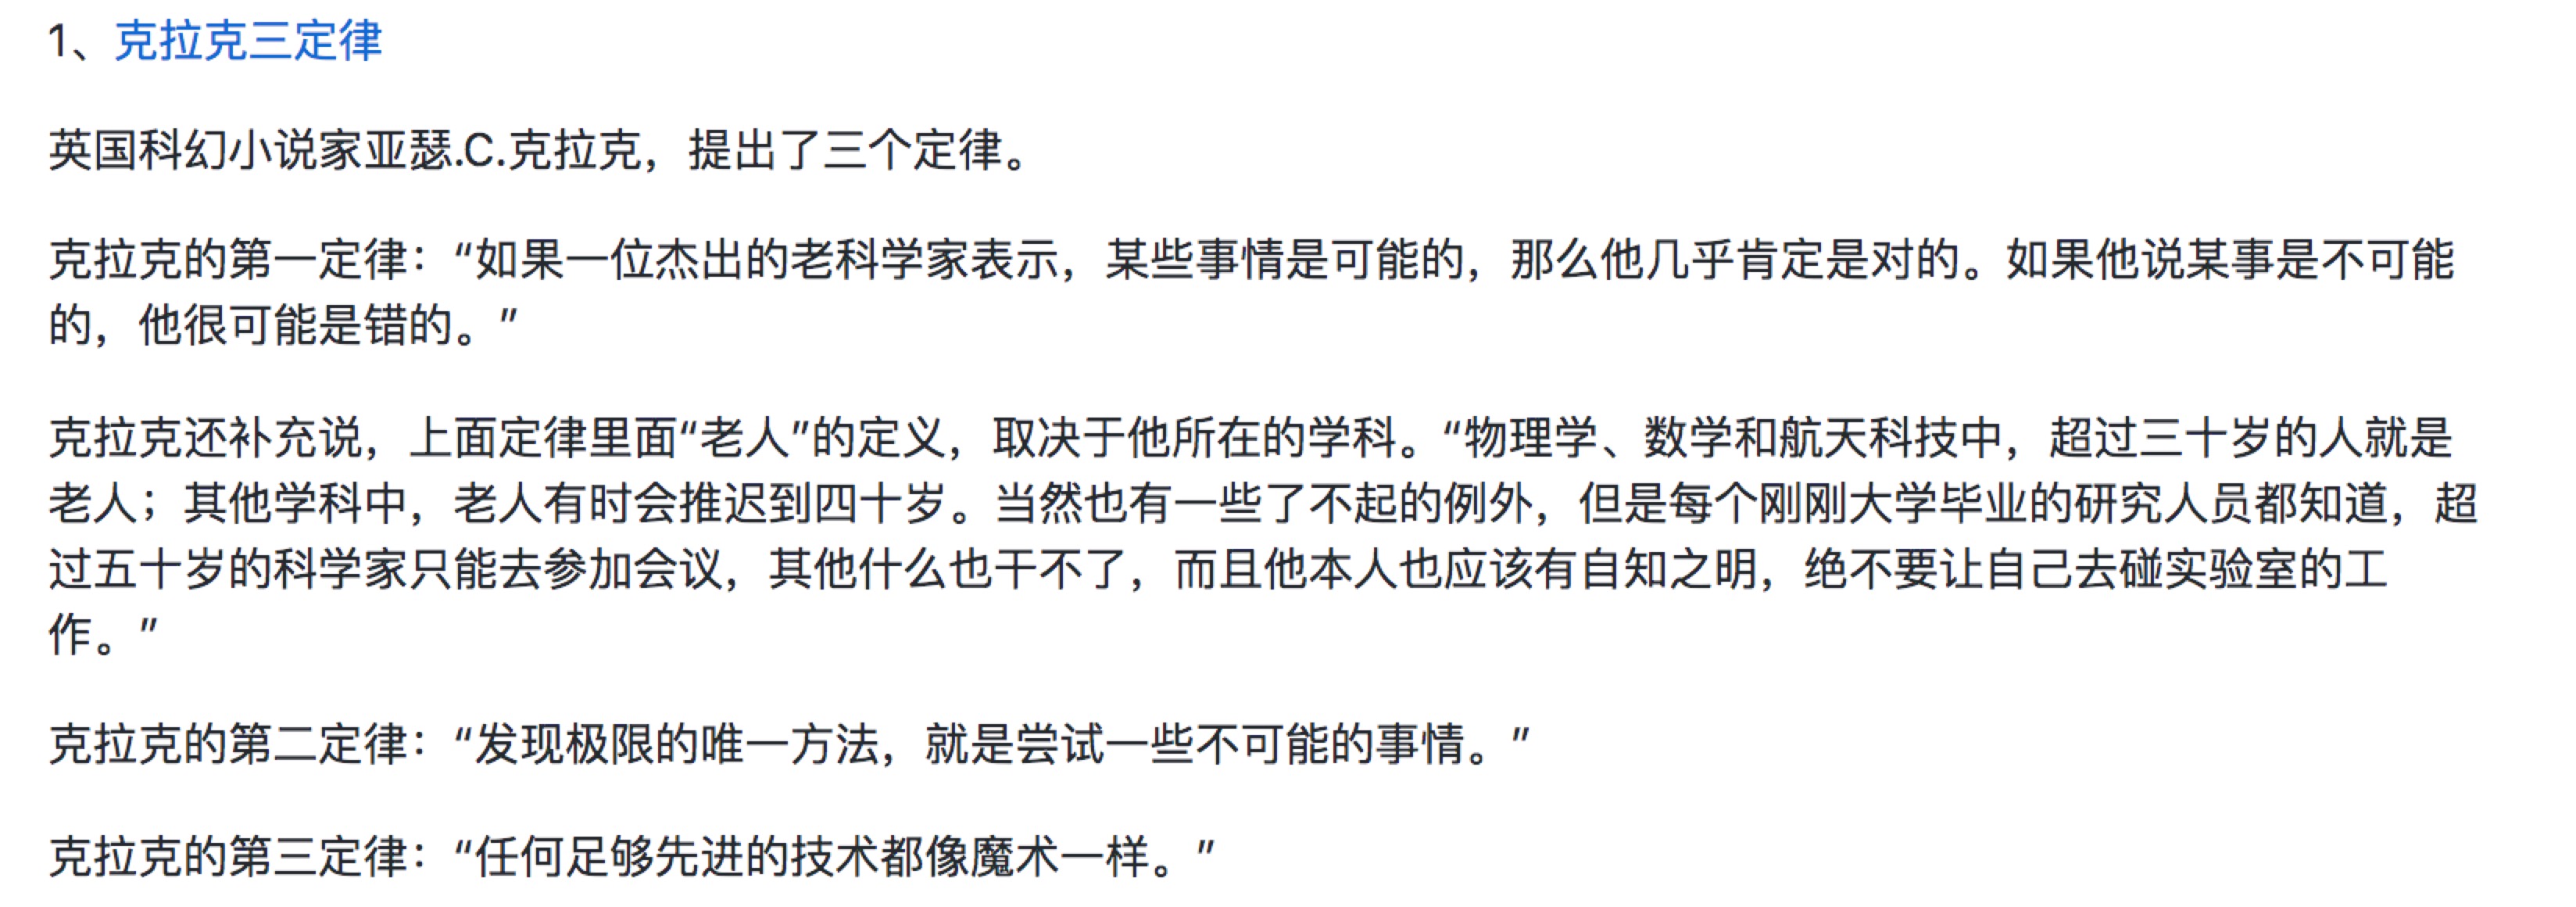 1、克拉克三定律
英国科幻小说家亚瑟.C.克拉克，提出了三个定律。
克拉克的第一定律：“如果一位杰出的老科学家表示，某些事情是可能的，那么他几乎肯定是对的。如果他说某事是不可能
的，他很可能是错的。”
克拉克还补充说，上面定律里面“老人”的定义，取决于他所在的学科。“物理学、数学和航天科技中，超过三十岁的人就是
老人；其他学科中，老人有时会推迟到四十岁。当然也有一些了不起的例外，但是每个刚刚大学毕业的研究人员都知道，超
过五十岁的科学家只能去参加会议，其他什么也干不了，而且他本人也应该有自知之明，绝不要让自己去碰实验室的工
作。”
克拉克的第二定律：“发现极限的唯一方法，就是尝试一些不可能的事情。”
克拉克的第三定律：“任何足够先进的技术都像魔术一样。”